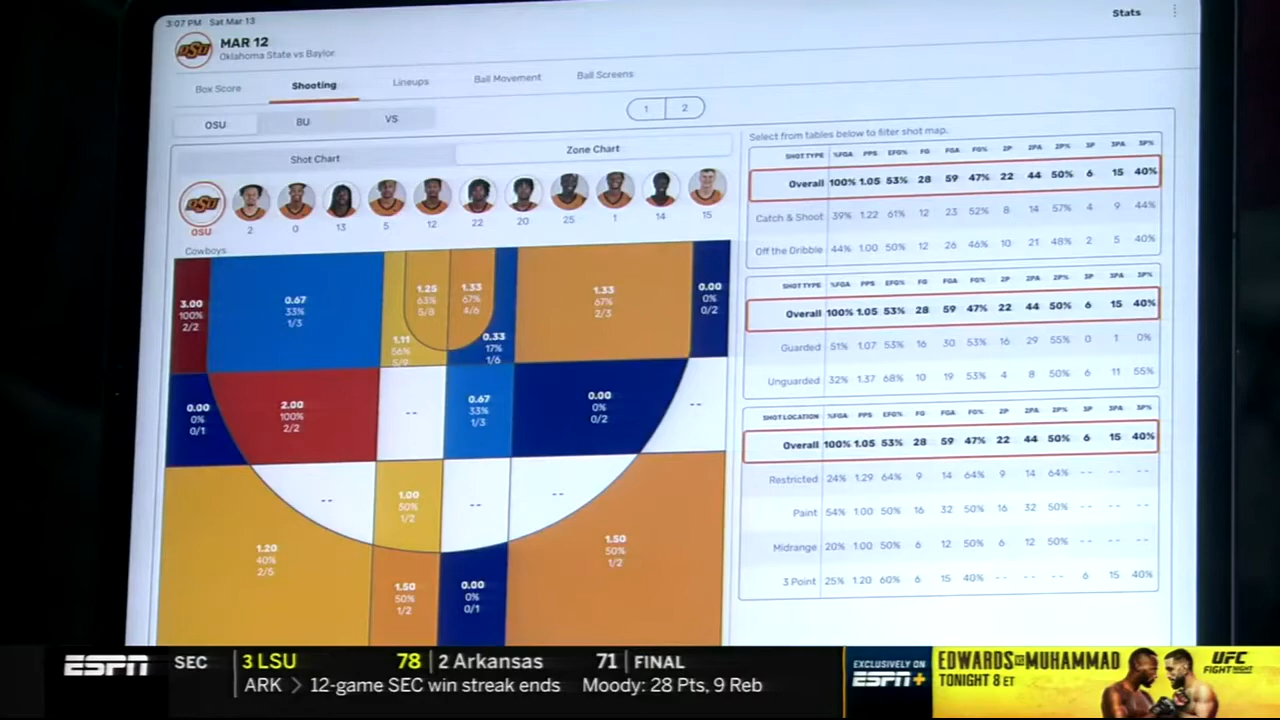 3:07 PM Sat Mar 13
Stats
OSU
MAR 12
Oklahoma State vs Baylor
Box Score Shooting Lineups Ball Movement Ball Screens
OSU BU VS
1 2
Shot Chart Zone Chart
OSU
OSU 2 0 13 5 12 22 20 25 1 14 15
Cowboys
3.00
100%
2/2
0.67
33%
1/3
1.25
63%
5/8
1.33
67%
4/6
1.33
67%
2/3
0.00
0%
0/2
1.11
56%
5/9
0.33
17%
1/6
0.00
0%
0/1
2.00
100%
2/2
--
0.67
33%
1/3
0.00
0%
0/2
--
--
1.00
50%
1/2
--
--
1.20
40%
2/5
1.50
50%
1/2
0.00
0%
0/1
1.50
50%
1/2
Select from tables below to filter shot map.
SHOT TYPE %FGA PPS EFG% FG FGA FG% 2P 2PA 2P% 3P 3PA 3P%
Overall 100% 1.05 53% 28 59 47% 22 44 50% 6 15 40%
Catch & Shoot 39% 1.22 61% 12 23 52% 8 14 57% 4 9 44%
Off the Dribble 44% 1.00 50% 12 26 46% 10 21 48% 2 5 40%
SHOT TYPE %FGA PPS EFG% FG FGA FG% 2P 2PA 2P% 3P 3PA 3P%
Overall 100% 1.05 53% 28 59 47% 22 44 50% 6 15 40%
Guarded 51% 1.07 53% 16 30 53% 16 29 55% 0 1 0%
Unguarded 32% 1.37 68% 10 19 53% 4 8 50% 6 11 55%
SHOT LOCATION %FGA PPS EFG% FG FGA FG% 2P 2PA 2P% 3P 3PA 3P%
Overall 100% 1.05 53% 28 59 47% 22 44 50% 6 15 40%
Restricted 24% 1.29 64% 9 14 64% 9 14 64% -- -- --
Paint 54% 1.00 50% 16 32 50% 16 32 50% -- -- --
Midrange 20% 1.00 50% 6 12 50% 6 12 50% -- -- --
3 Point 25% 1.20 60% 6 15 40% -- -- -- 6 15 40%
ESPN SEC 3 LSU 78 2 Arkansas 71 FINAL
ARK > 12-game SEC win streak ends Moody: 28 Pts, 9 Reb
EXCLUSIVELY ON
ESPN+
EDWARDS VS MUHAMMAD
TONIGHT 8 ET
UFC
FIGHT NIGHT